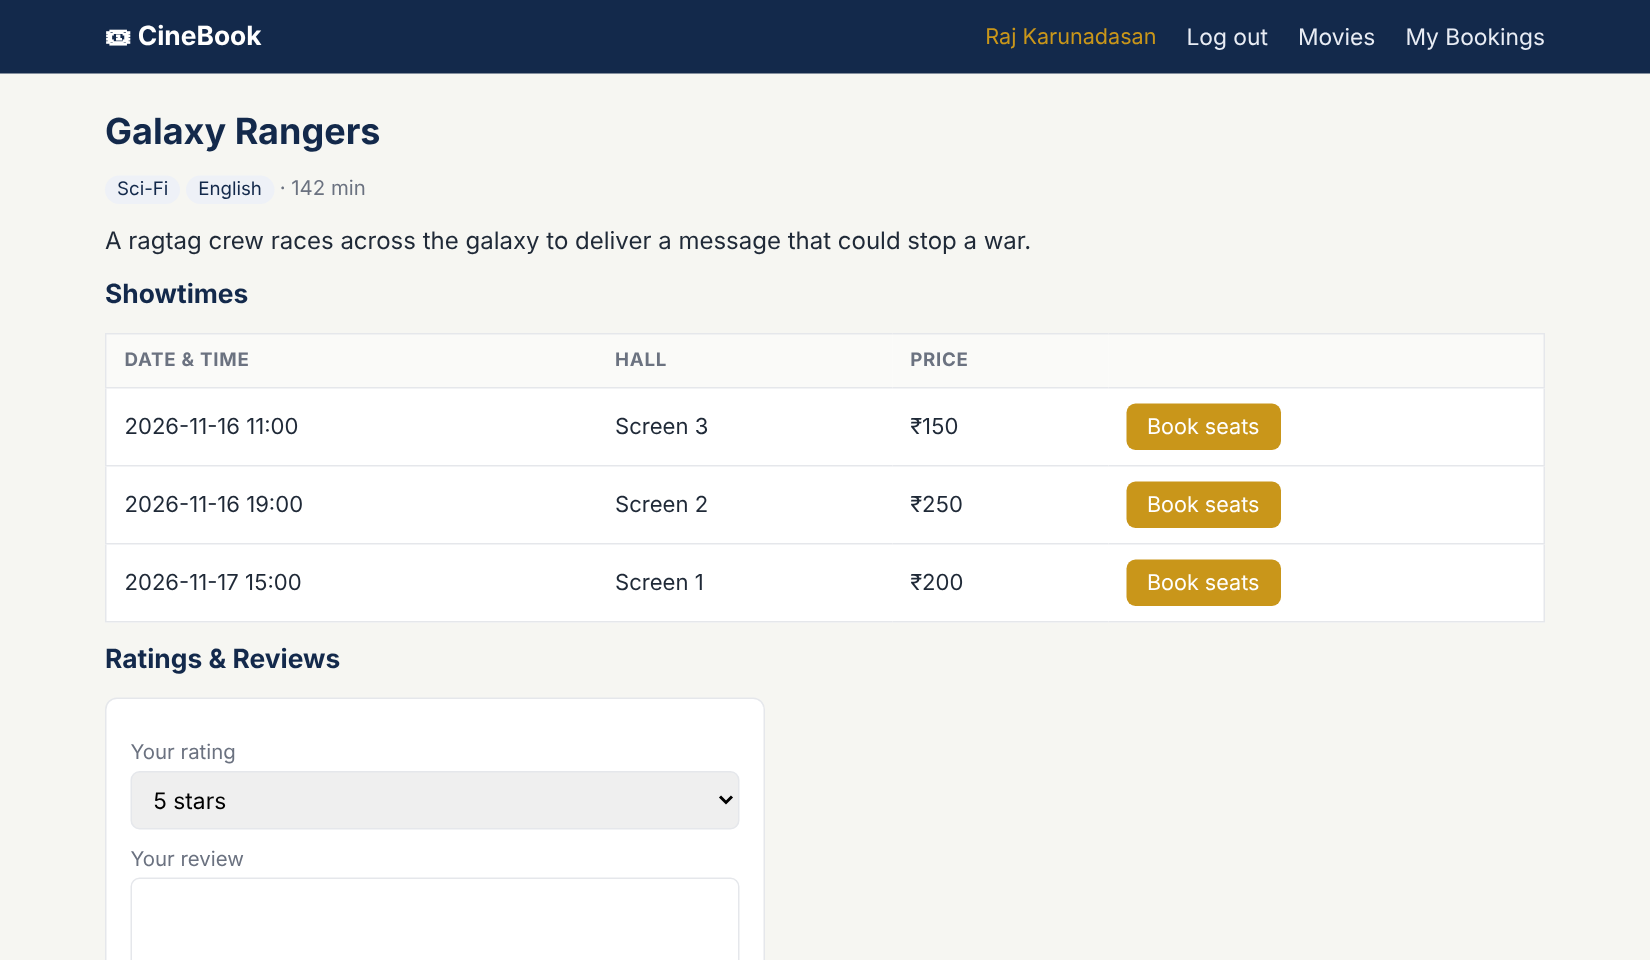 CineBook Raj Karunadasan Log out Movies My Bookings
Galaxy Rangers
Sci-Fi English · 142 min
A ragtag crew races across the galaxy to deliver a message that could stop a war.
Showtimes
DATE & TIME HALL PRICE
2026-11-16 11:00 Screen 3 ₹150 Book seats
2026-11-16 19:00 Screen 2 ₹250 Book seats
2026-11-17 15:00 Screen 1 ₹200 Book seats
Ratings & Reviews
Your rating
5 stars
Your review